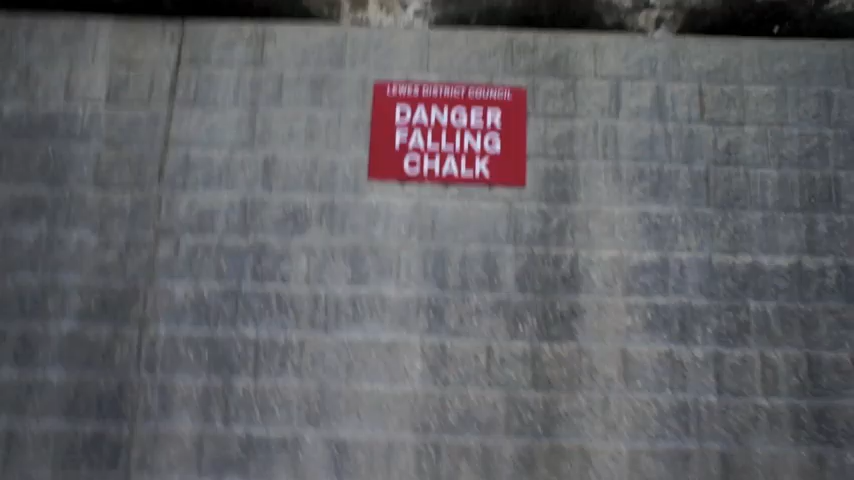 LEWES DISTRICT COUNCIL
DANGER
FALLING
CHALK